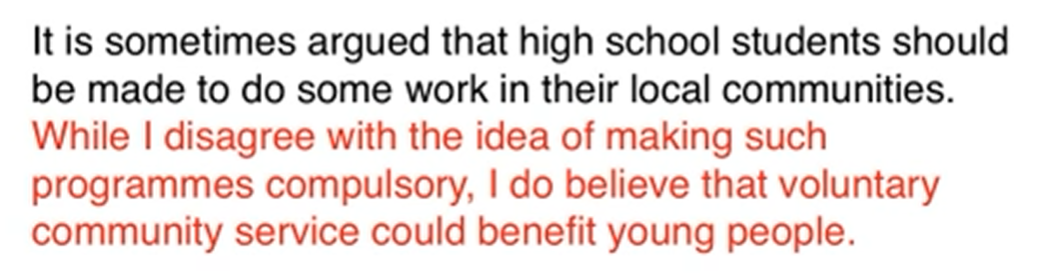 It is sometimes argued that high school students should
be made to do some work in their local communities.
While I disagree with the idea of making such
programmes compulsory, I do believe that voluntary
community service could benefit young people.